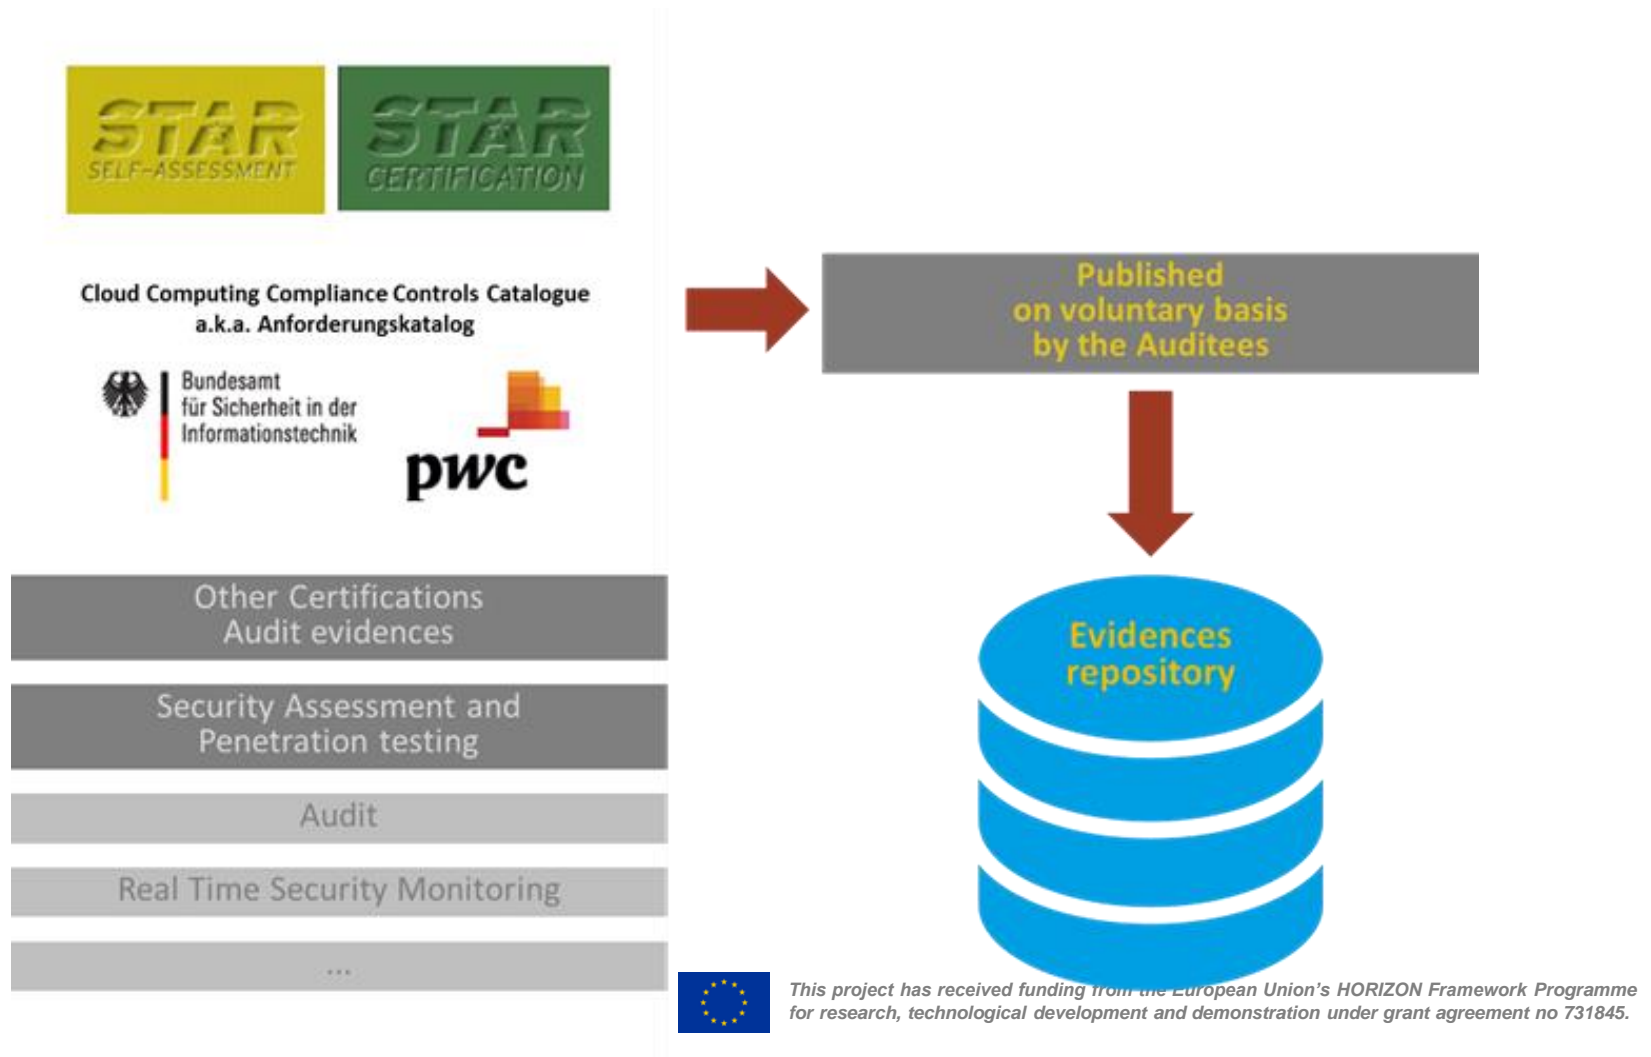 STAR
SELF-ASSESSMENT
STAR
CERTIFICATION
Cloud Computing Compliance Controls Catalogue
a.k.a. Anforderungskatalog
Bundesamt
für Sicherheit in der
Informationstechnik
pwc
Other Certifications
Audit evidences
Security Assessment and
Penetration testing
Audit
Real Time Security Monitoring
...
Published
on voluntary basis
by the Auditees
Evidences
repository
This project has received funding from the European Union's HORIZON Framework Programme
for research, technological development and demonstration under grant agreement no 731845.